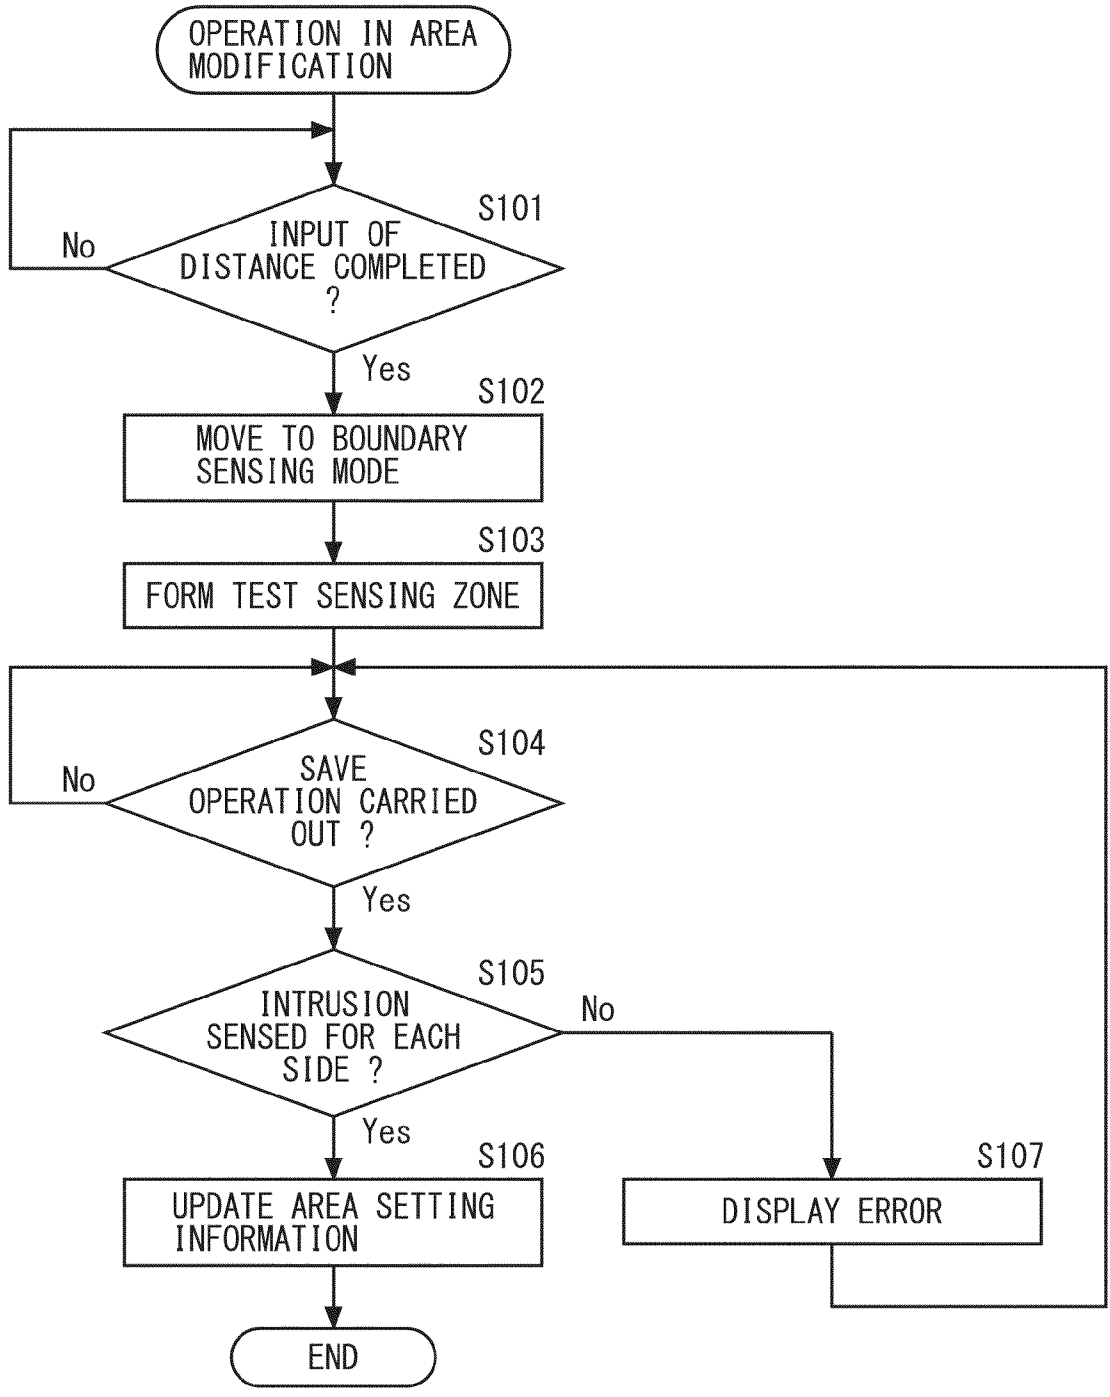 OPERATION IN AREA
MODIFICATION
S101
INPUT OF
DISTANCE COMPLETED
?
No
Yes
S102
MOVE TO BOUNDARY
SENSING MODE
S103
FORM TEST SENSING ZONE
S104
SAVE
OPERATION CARRIED
OUT ?
No
Yes
S105
INTRUSION
SENSED FOR EACH
SIDE ?
No
Yes
S106
UPDATE AREA SETTING
INFORMATION
S107
DISPLAY ERROR
END